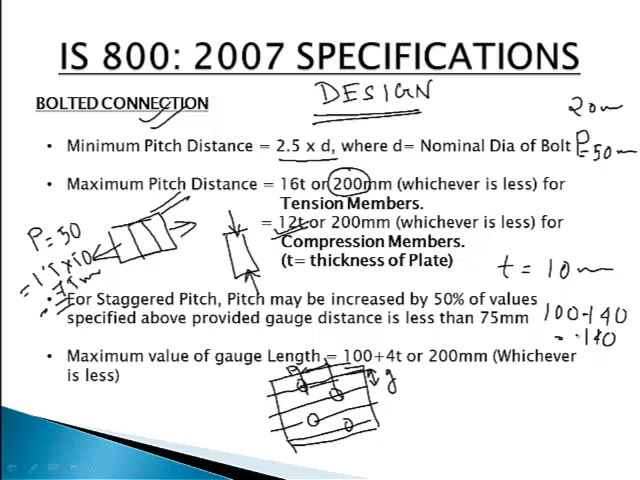 IS 800: 2007 SPECIFICATIONS
DESIGN
BOLTED CONNECTION
20m
• Minimum Pitch Distance = 2.5 x d, where d= Nominal Dia of Bolt
P=50m
• Maximum Pitch Distance = 16t or 200mm (whichever is less) for
Tension Members.
= 12t or 200mm (whichever is less) for
Compression Members.
(t= thickness of Plate)
P=50
t = 10m
• For Staggered Pitch, Pitch may be increased by 50% of values
specified above provided gauge distance is less than 75mm
100+40
=140
• Maximum value of gauge Length = 100+4t or 200mm (Whichever
is less)
g